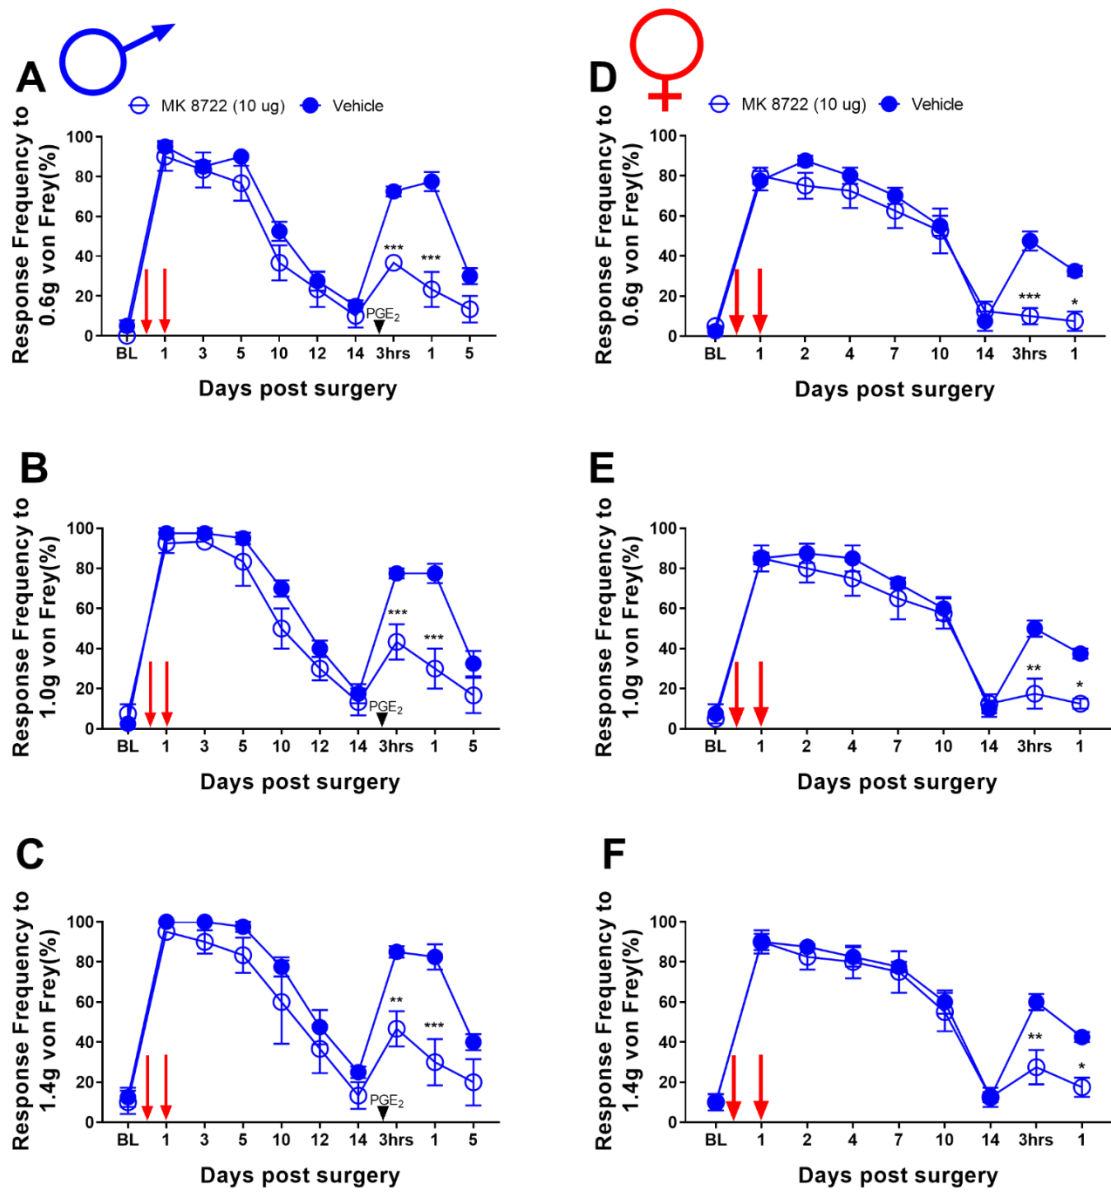 A
MK 8722 (10 ug) Vehicle
Response Frequency to
0.6g von Frey(%)
100
80
60
40
20
0
*** ***
PGE2
BL 1 3 5 10 12 14 3hrs 1 5
Days post surgery
D
MK 8722 (10 ug) Vehicle
Response Frequency to
0.6g von Frey(%)
100
80
60
40
20
0
*** *
BL 1 2 4 7 10 14 3hrs 1
Days post surgery
B
Response Frequency to
1.0g von Frey(%)
100
80
60
40
20
0
*** ***
PGE2
BL 1 3 5 10 12 14 3hrs 1 5
Days post surgery
E
Response Frequency to
1.0g von Frey(%)
100
80
60
40
20
0
** *
BL 1 2 4 7 10 14 3hrs 1
Days post surgery
C
Response Frequency to
1.4g von Frey(%)
100
80
60
40
20
0
** ***
PGE2
BL 1 3 5 10 12 14 3hrs 1 5
Days post surgery
F
Response Frequency to
1.4g von Frey(%)
100
80
60
40
20
0
** *
BL 1 2 4 7 10 14 3hrs 1
Days post surgery